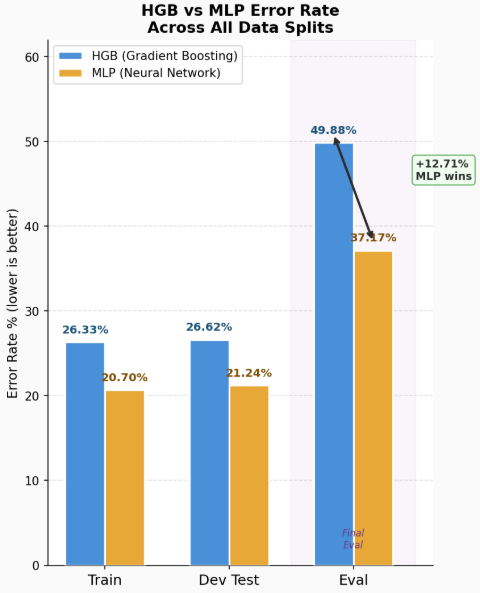 HGB vs MLP Error Rate
Across All Data Splits
HGB (Gradient Boosting)
MLP (Neural Network)
Error Rate % (lower is better)
60
50
40
30
20
10
0
26.33%
20.70%
26.62%
21.24%
49.88%
37.17%
+12.71%
MLP wins
Final
Eval
Train
Dev Test
Eval